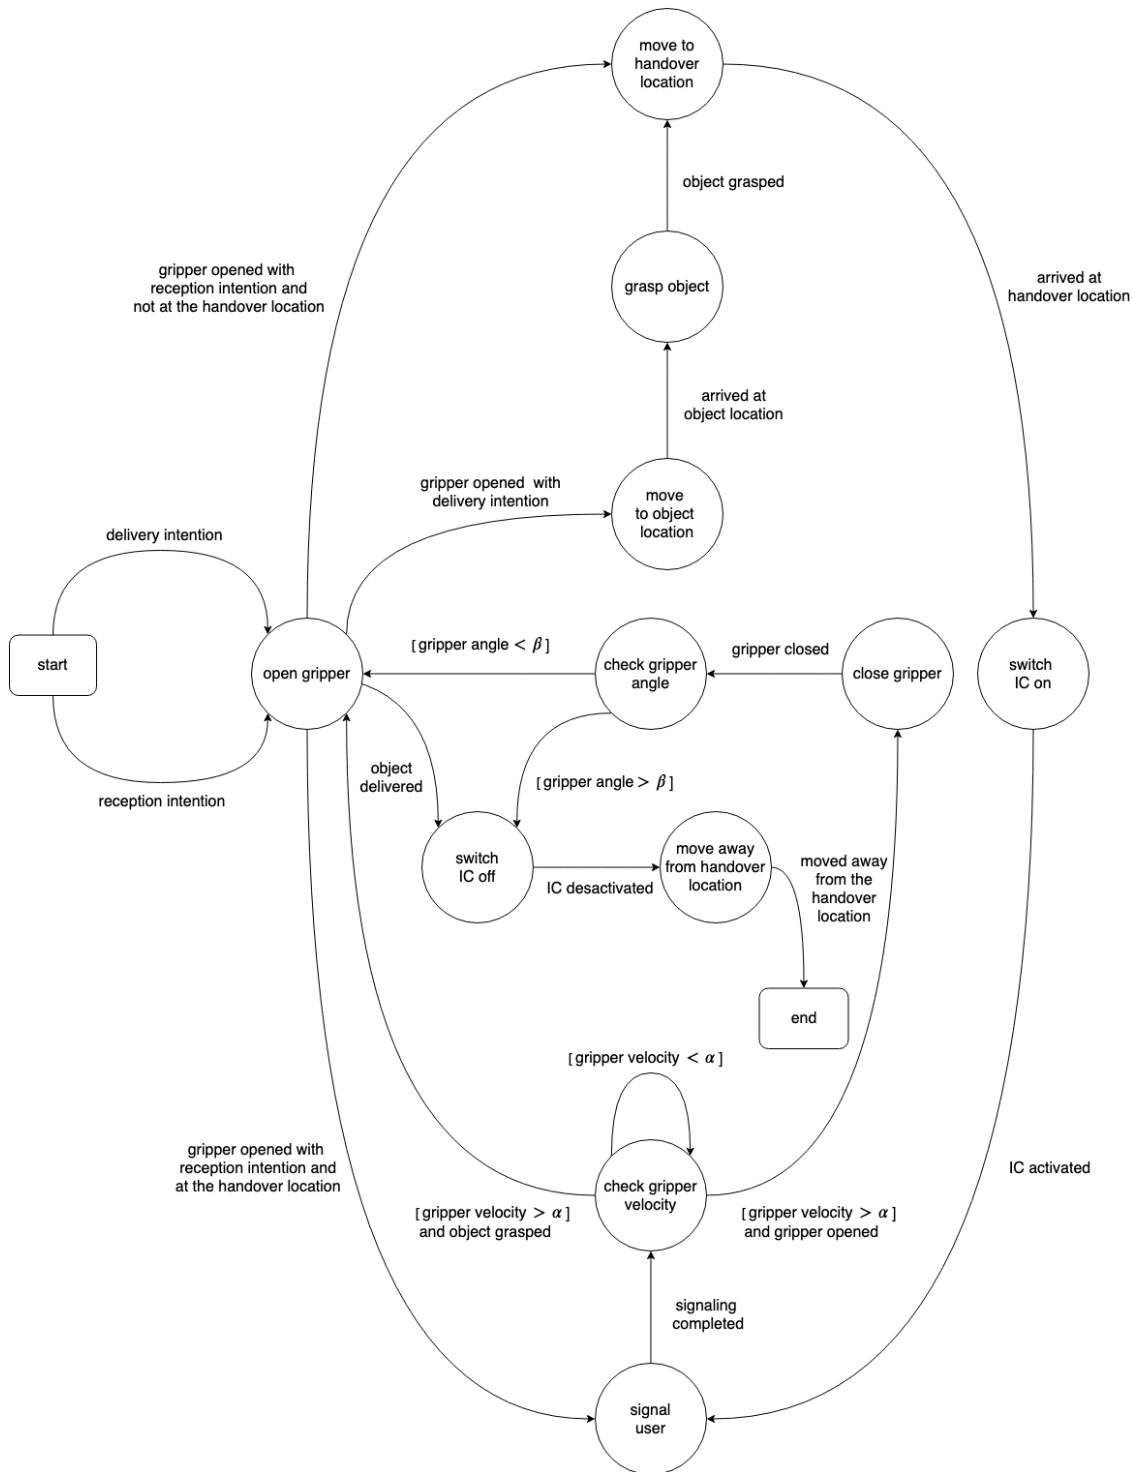 move to
handover
location
object grasped
gripper opened with
reception intention and
not at the handover location
grasp object
arrived at
handover location
arrived at
object location
gripper opened with
delivery intention
move
to object
location
delivery intention
start
open gripper
[ gripper angle < β ]
check gripper
angle
gripper closed
close gripper
switch
IC on
reception intention
object
delivered
[ gripper angle > β ]
switch
IC off
IC desactivated
move away
from handover
location
moved away
from the
handover
location
end
[ gripper velocity < α ]
gripper opened with
reception intention and
at the handover location
check gripper
velocity
IC activated
[ gripper velocity > α ]
and object grasped
[ gripper velocity > α ]
and gripper opened
signaling
completed
signal
user